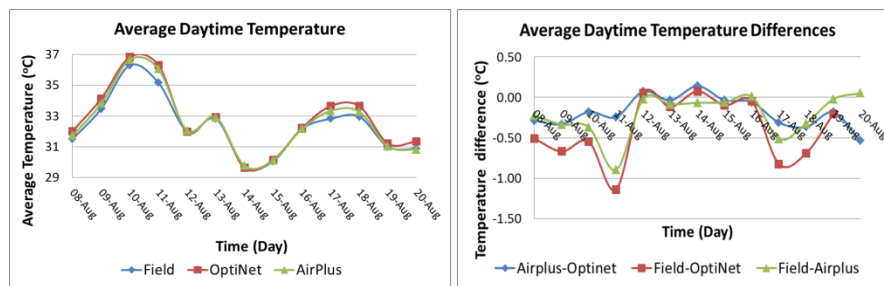 Average Daytime Temperature
Average Temperature (°C)
37
35
33
31
29
08-Aug
09-Aug
10-Aug
11-Aug
12-Aug
13-Aug
14-Aug
15-Aug
16-Aug
17-Aug
18-Aug
19-Aug
20-Aug
Time (Day)
Field
OptiNet
AirPlus
Average Daytime Temperature Differences
Temperature difference (°C)
0.50
0.00
-0.50
-1.00
-1.50
08-Aug
09-Aug
10-Aug
11-Aug
12-Aug
13-Aug
14-Aug
15-Aug
16-Aug
17-Aug
18-Aug
19-Aug
20-Aug
Time (Day)
Airplus-Optinet
Field-OptiNet
Field-Airplus